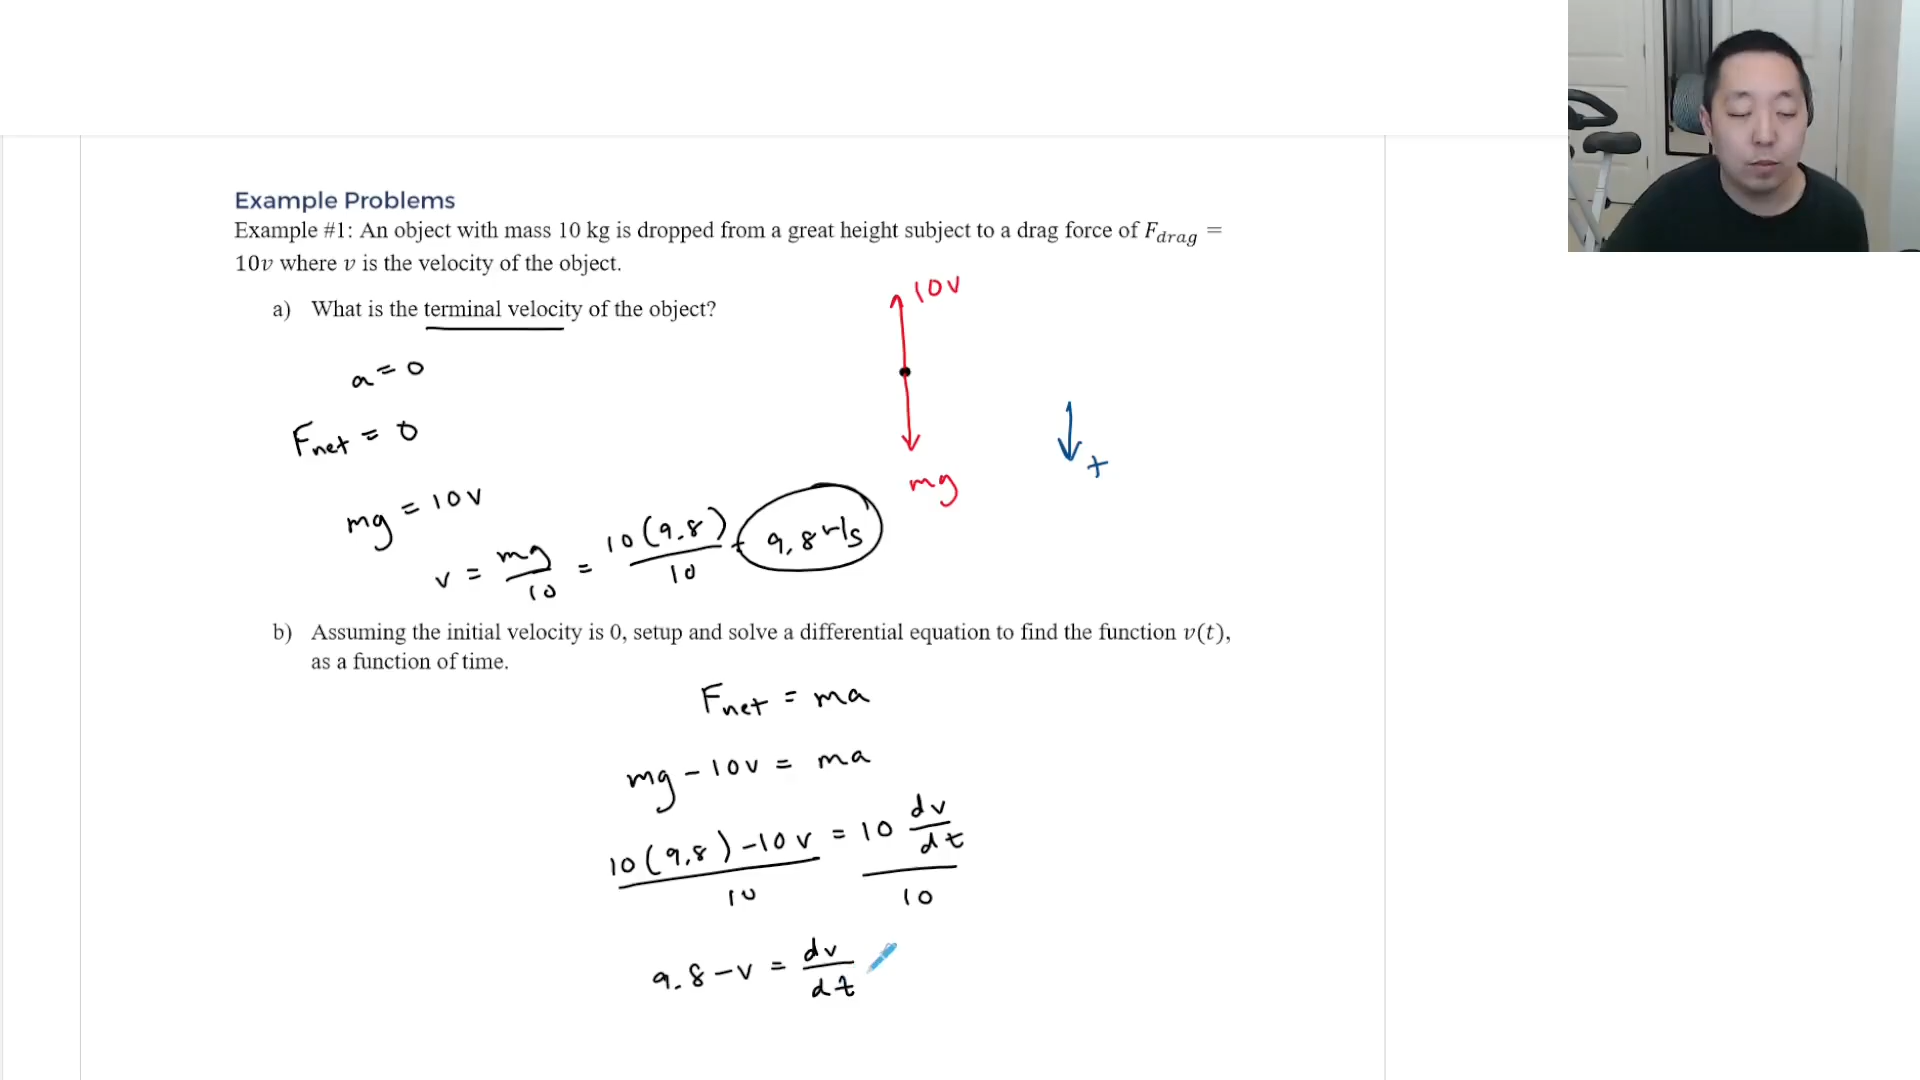 Example Problems
Example #1: An object with mass 10 kg is dropped from a great height subject to a drag force of F_drag =
10v where v is the velocity of the object.
10v
a) What is the terminal velocity of the object?
a = 0
F_net = 0
+
mg
mg = 10v
v = mg/10 = 10(9.8)/10 = 9.8 m/s
b) Assuming the initial velocity is 0, setup and solve a differential equation to find the function v(t),
as a function of time.
F_net = ma
mg - 10v = ma
10(9.8) - 10v = 10 dv/dt
10 10
9.8 - v = dv/dt